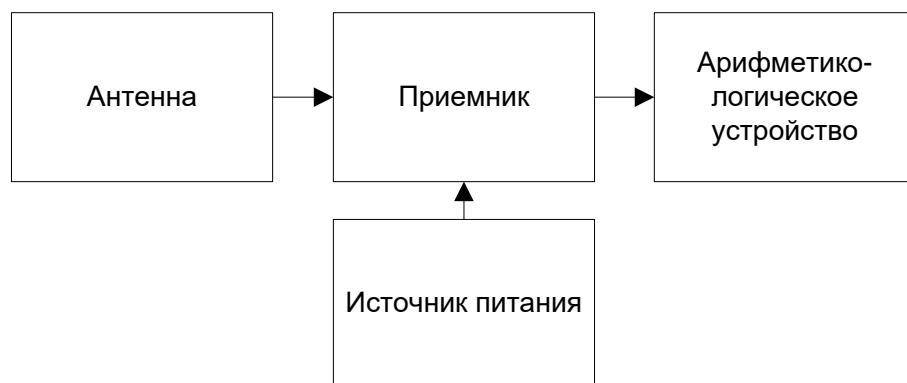 Антенна
Приемник
Арифметико-
логическое
устройство
Источник питания